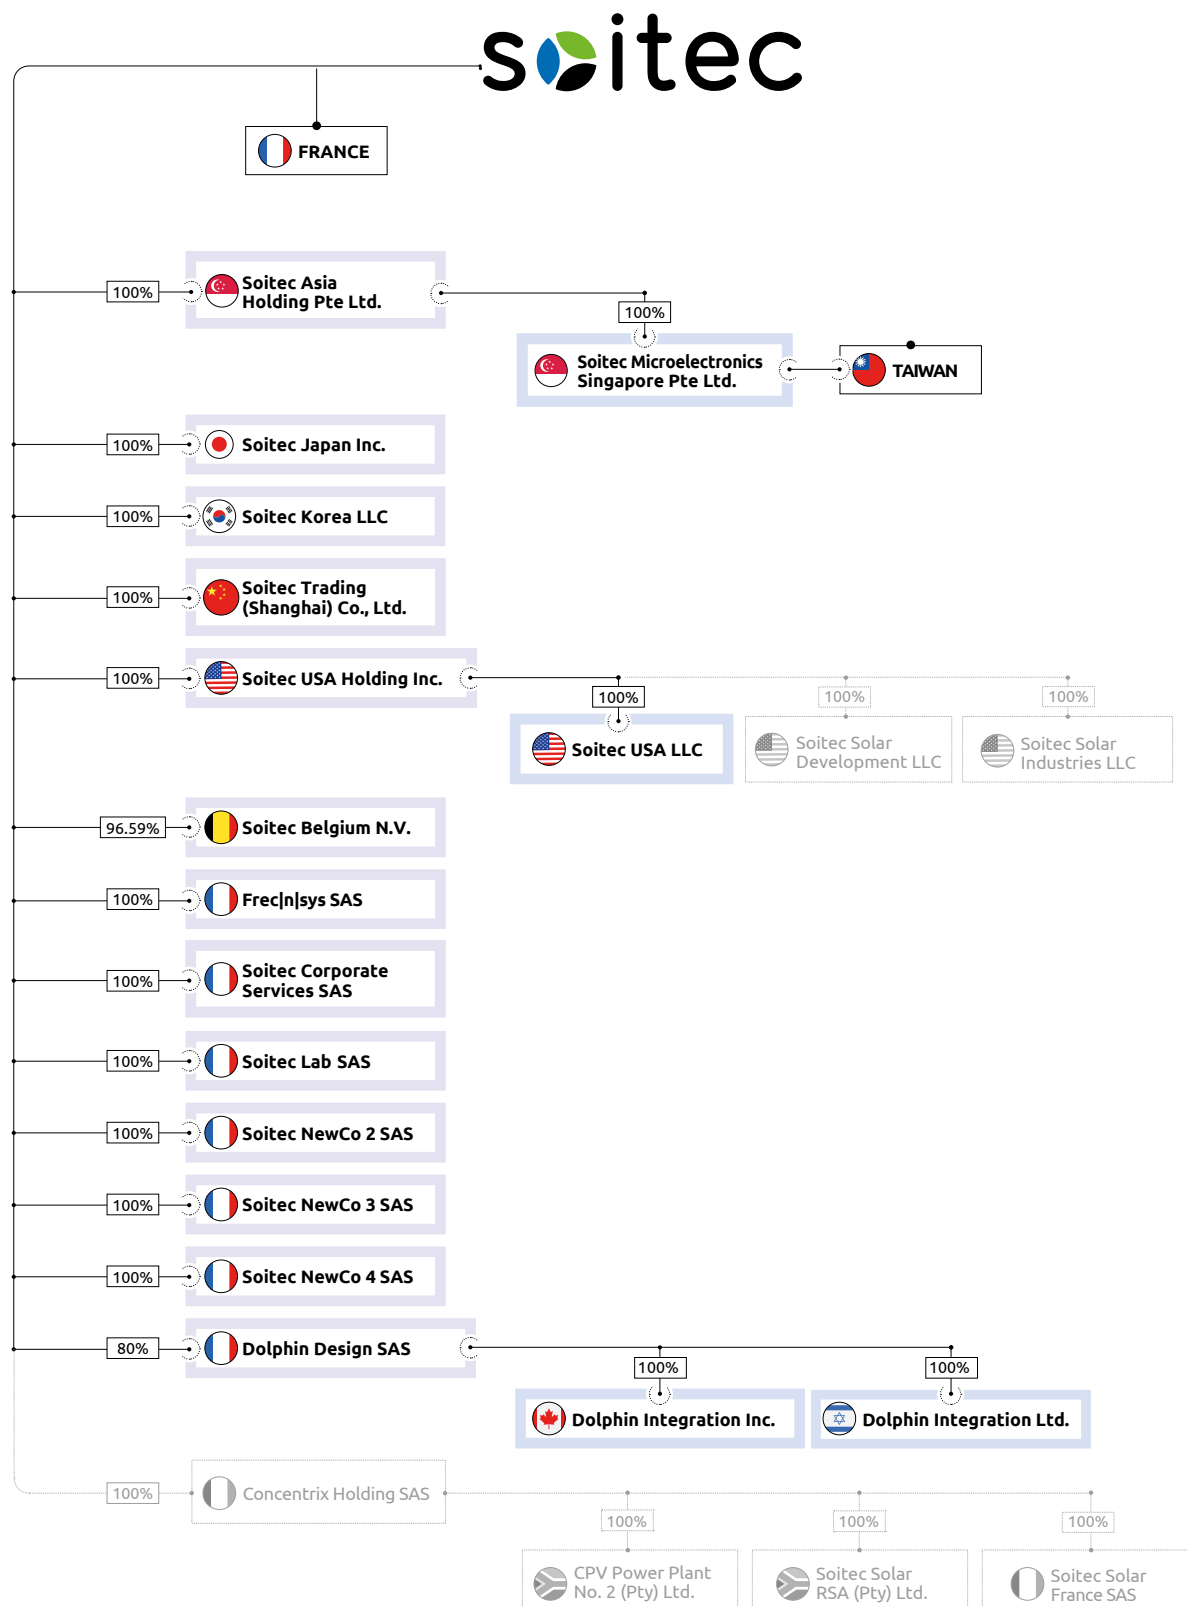 soitec
FRANCE
100%
Soitec Asia
Holding Pte Ltd.
100%
Soitec Microelectronics
Singapore Pte Ltd.
TAIWAN
100%
Soitec Japan Inc.
100%
Soitec Korea LLC
100%
Soitec Trading
(Shanghai) Co., Ltd.
100%
Soitec USA Holding Inc.
100%
100%
100%
Soitec USA LLC
Soitec Solar
Development LLC
Soitec Solar
Industries LLC
96.59%
Soitec Belgium N.V.
100%
Frec|n|sys SAS
100%
Soitec Corporate
Services SAS
100%
Soitec Lab SAS
100%
Soitec NewCo 2 SAS
100%
Soitec NewCo 3 SAS
100%
Soitec NewCo 4 SAS
80%
Dolphin Design SAS
100%
100%
Dolphin Integration Inc.
Dolphin Integration Ltd.
100%
Concentrix Holding SAS
100%
100%
100%
CPV Power Plant
No. 2 (Pty) Ltd.
Soitec Solar
RSA (Pty) Ltd.
Soitec Solar
France SAS